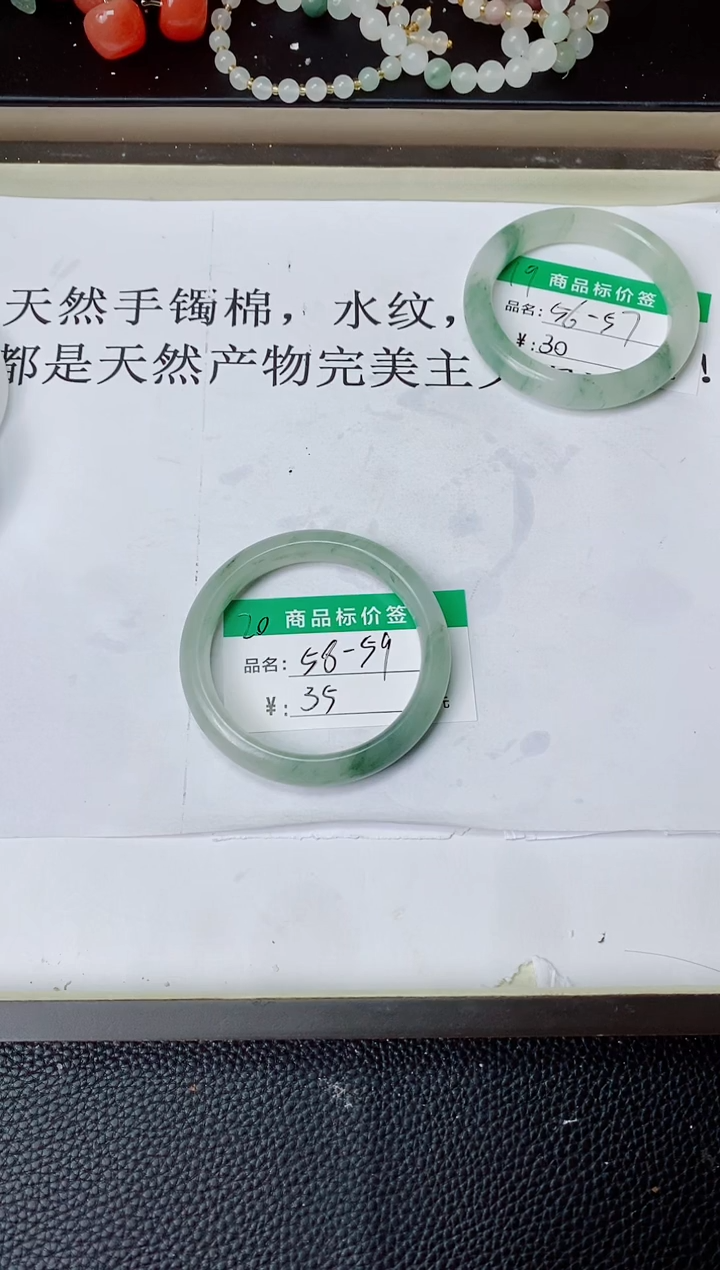 天然手镯棉，水纹，
都是天然产物完美主
！
19 商品标价签
品名：56-57
¥：30
20 商品标价签
品名：58-59
¥：35 元